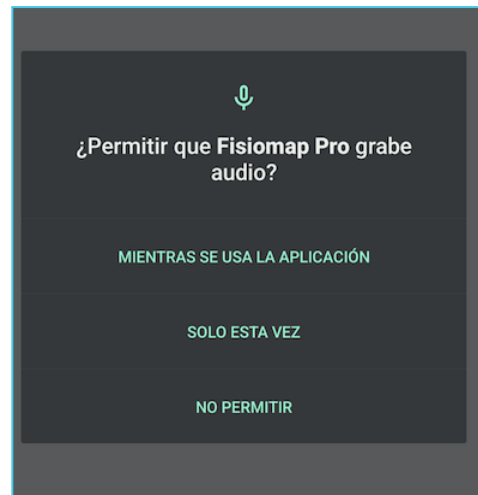 ¿Permitir que Fisiomap Pro grabe
audio?
MIENTRAS SE USA LA APLICACIÓN
SOLO ESTA VEZ
NO PERMITIR